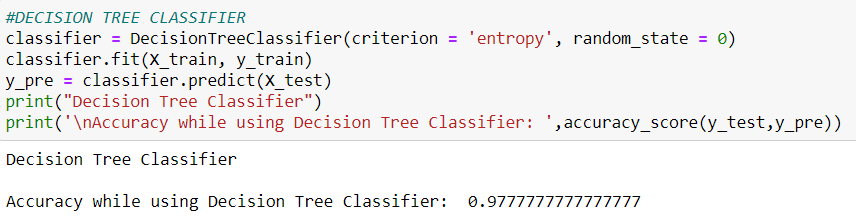 #DECISION TREE CLASSIFIER
classifier = DecisionTreeClassifier(criterion = 'entropy', random_state = 0)
classifier.fit(X_train, y_train)
y_pre = classifier.predict(X_test)
print("Decision Tree Classifier")
print('\nAccuracy while using Decision Tree Classifier: ',accuracy_score(y_test,y_pre))
Decision Tree Classifier
Accuracy while using Decision Tree Classifier:  0.9777777777777777